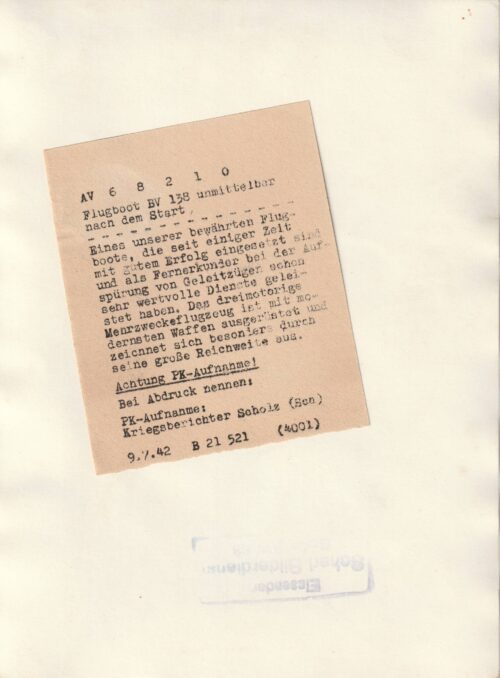 AV 6 8 2 1 0
Flugboot BV 138 unmittelbar
nach dem Start.
- - - - - - - - - - - - - -
Eines unserer bewährten Flug-
boote, die seit einiger Zeit
mit gutem Erfolg eingesetzt sind
und als Fernerkunder bei der Auf-
spürung von Geleitzügen schon
sehr wertvolle Dienste gelei-
stet haben. Das dreimotorige
Mehrzweckeflugzeug ist mit mo-
dernsten Waffen ausgerüstet und
zeichnet sich besonders durch
seine große Reichweite aus.
Achtung PK-Aufnahme!
Bei Abdruck nennen:
PK-Aufnahme:
Kriegsberichter Scholz (Sca)
9.7.42 B 21 521 (4001)